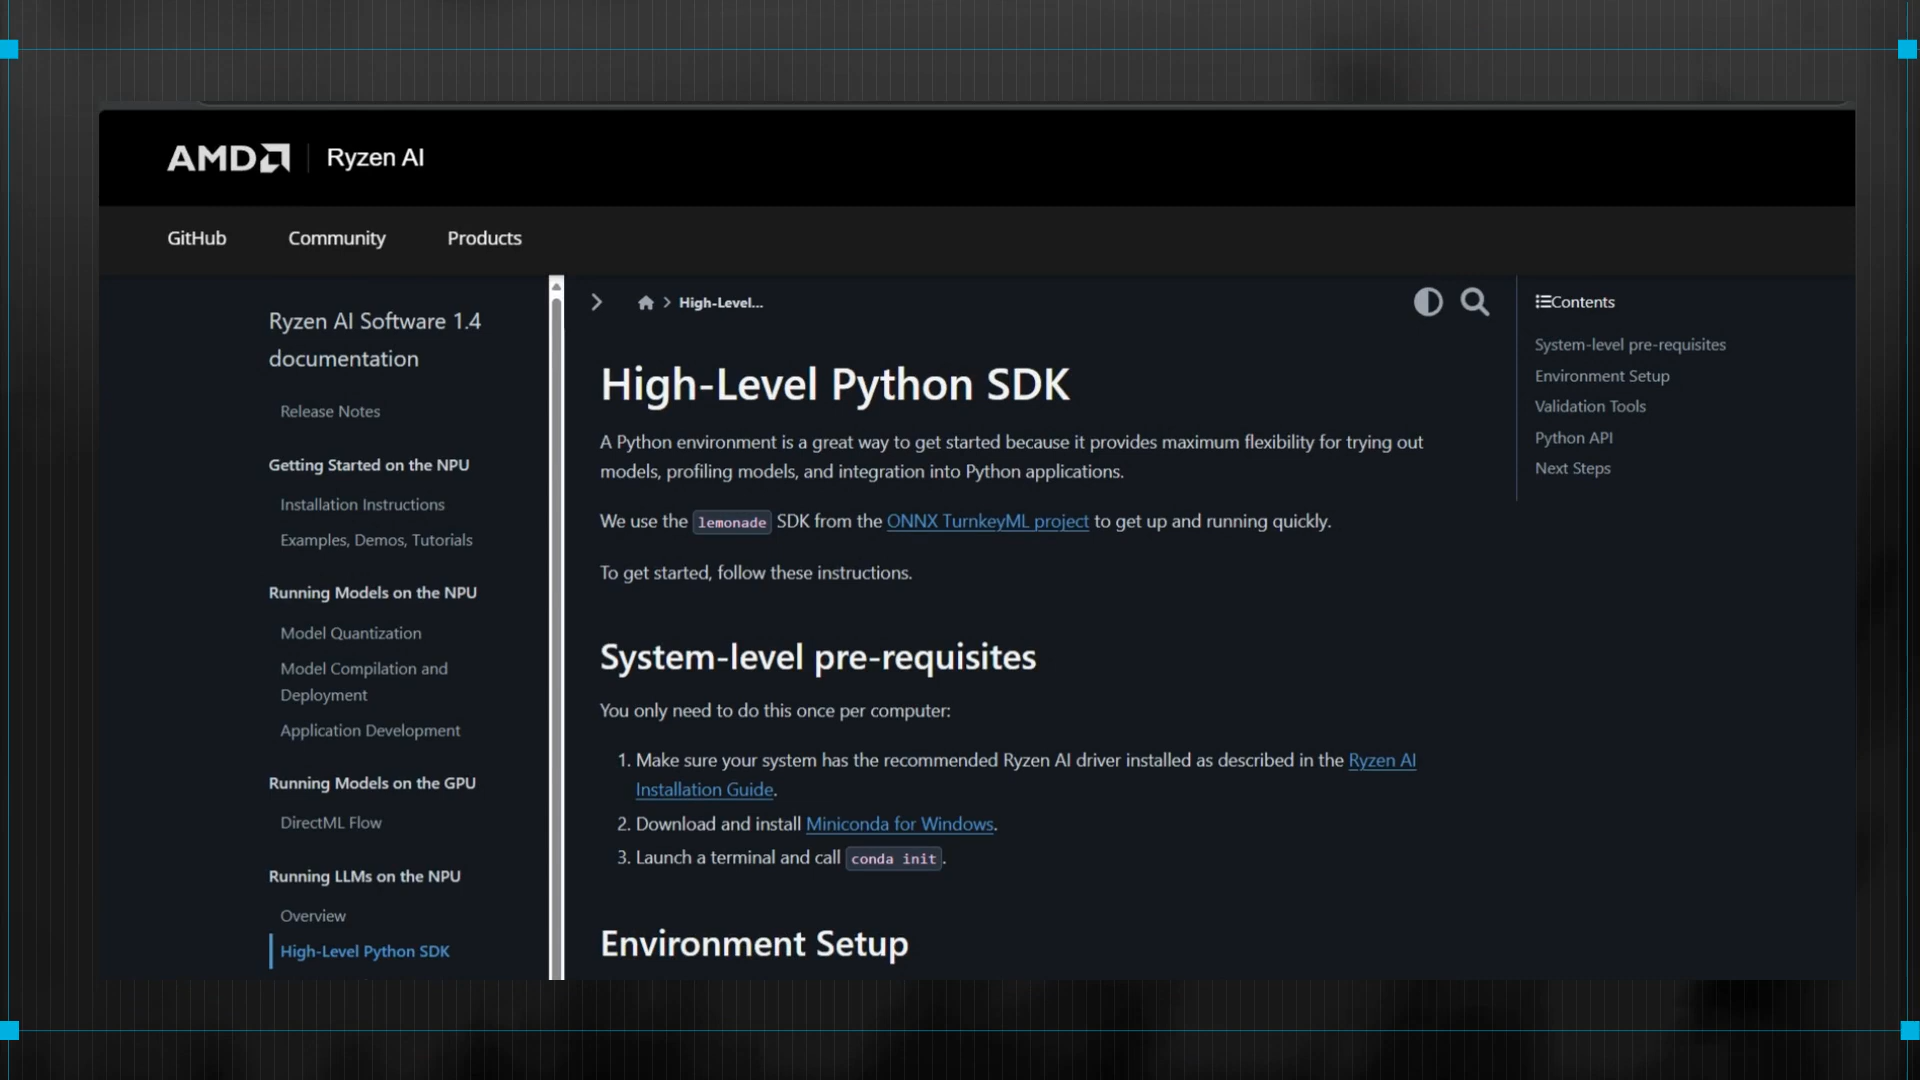 AMD Ryzen AI
GitHub Community Products
Ryzen AI Software 1.4
documentation
Release Notes
Getting Started on the NPU
Installation Instructions
Examples, Demos, Tutorials
Running Models on the NPU
Model Quantization
Model Compilation and
Deployment
Application Development
Running Models on the GPU
DirectML Flow
Running LLMs on the NPU
Overview
High-Level Python SDK
High-Level...
High-Level Python SDK
A Python environment is a great way to get started because it provides maximum flexibility for trying out
models, profiling models, and integration into Python applications.
We use the lemonade SDK from the ONNX TurnkeyML project to get up and running quickly.
To get started, follow these instructions.
System-level pre-requisites
You only need to do this once per computer:
1. Make sure your system has the recommended Ryzen AI driver installed as described in the Ryzen AI
Installation Guide.
2. Download and install Miniconda for Windows.
3. Launch a terminal and call conda init.
Environment Setup
Contents
System-level pre-requisites
Environment Setup
Validation Tools
Python API
Next Steps